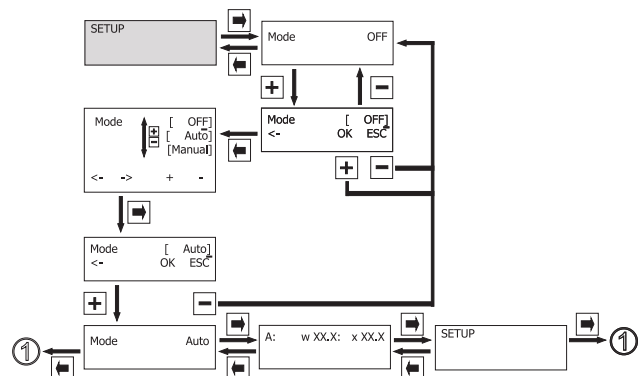 SETUP
Mode OFF
+ -
Mode [ OFF]
<- OK ESC
Mode [ OFF]
+ [ Auto]
- [Manual]
<- -> + -
+ -
Mode [ Auto]
<- OK ESC
+ -
Mode Auto
A: w XX.X: x XX.X
SETUP
1
1